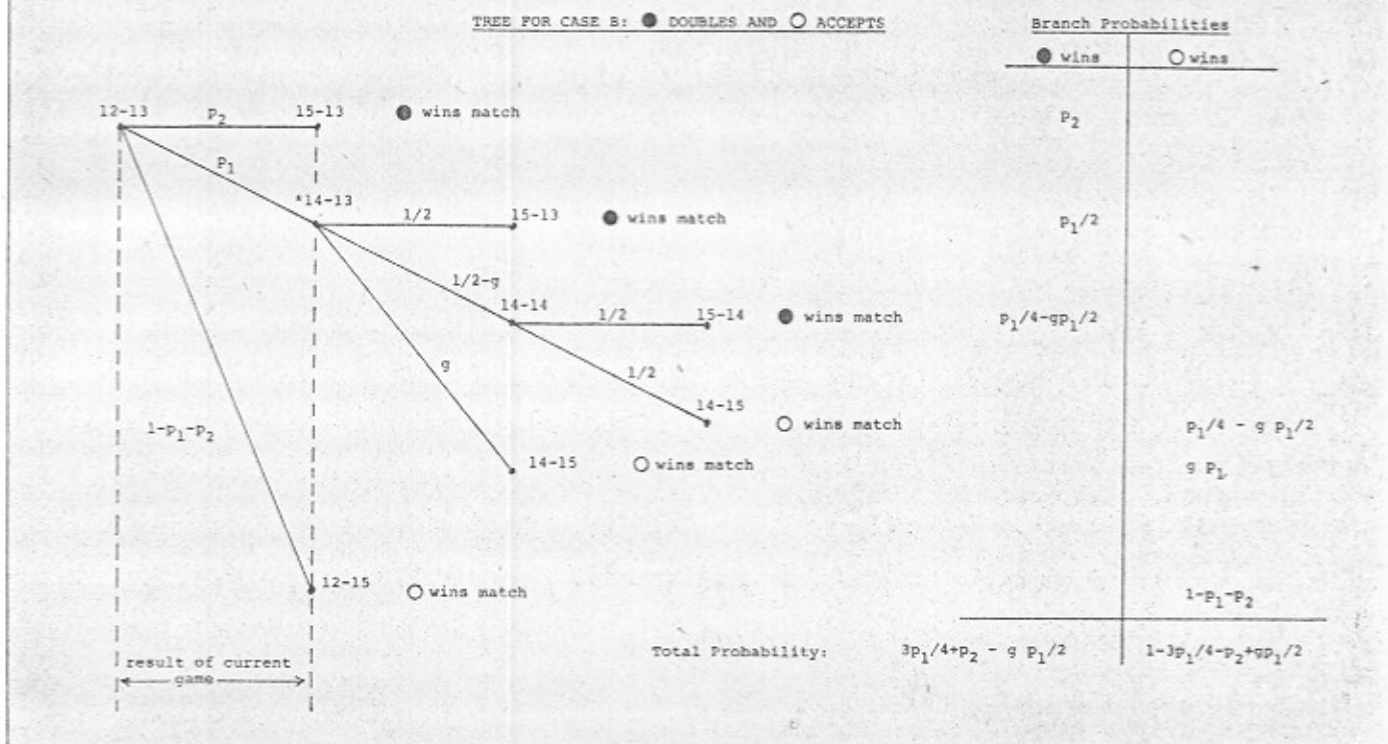 TREE FOR CASE B: ● DOUBLES AND ○ ACCEPTS
Branch Probabilities
● wins ○ wins
12-13 P₂ 15-13 ● wins match P₂
P₁
*14-13 1/2 15-13 ● wins match P₁/2
1/2-g
14-14 1/2 15-14 ● wins match P₁/4-gP₁/2
g
1/2
1-P₁-P₂
14-15 ○ wins match P₁/4 - g P₁/2
14-15 ○ wins match g P₁
12-15 ○ wins match 1-P₁-P₂
Total Probability: 3P₁/4+P₂ - g P₁/2 1-3P₁/4-P₂+gP₁/2
result of current
game